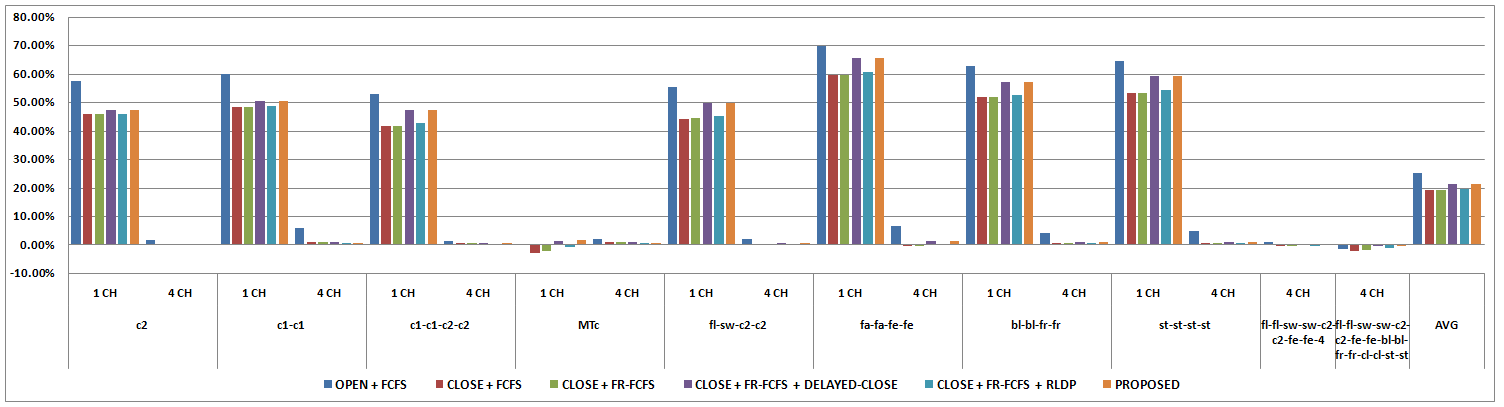 80.00%
70.00%
60.00%
50.00%
40.00%
30.00%
20.00%
10.00%
0.00%
-10.00%
1 CH 4 CH 1 CH 4 CH 1 CH 4 CH 1 CH 4 CH 1 CH 4 CH 1 CH 4 CH 1 CH 4 CH 1 CH 4 CH 4 CH 4 CH
c2 c1-c1 c1-c1-c2-c2 MTc fl-sw-c2-c2 fa-fa-fe-fe bl-bl-fr-fr st-st-st-st fl-fl-sw-sw-c2- fl-fl-sw-sw-c2- AVG
c2-fe-fe-4 c2-fe-fe-bl-bl-
fr-fr-cl-cl-st-st
OPEN + FCFS CLOSE + FCFS CLOSE + FR-FCFS CLOSE + FR-FCFS + DELAYED-CLOSE CLOSE + FR-FCFS + RLDP PROPOSED